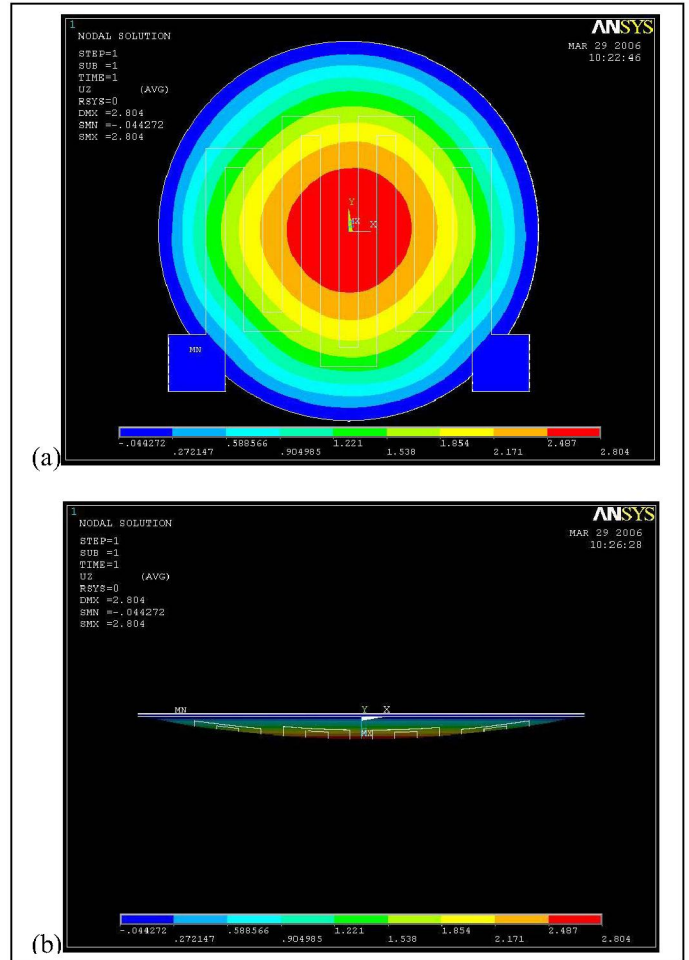 1
ANSYS
NODAL SOLUTION
MAR 29 2006
10:22:46
STEP=1
SUB =1
TIME=1
UZ (AVG)
RSYS=0
DMX =2.804
SMN =-.044272
SMX =2.804
Y
MX X
MN
-.044272 .588566 1.221 1.854 2.487
.272147 .904985 1.538 2.171 2.804
(a)
1
ANSYS
NODAL SOLUTION
MAR 29 2006
10:26:28
STEP=1
SUB =1
TIME=1
UZ (AVG)
RSYS=0
DMX =2.804
SMN =-.044272
SMX =2.804
MN Y X
MX
-.044272 .588566 1.221 1.854 2.487
.272147 .904985 1.538 2.171 2.804
(b)